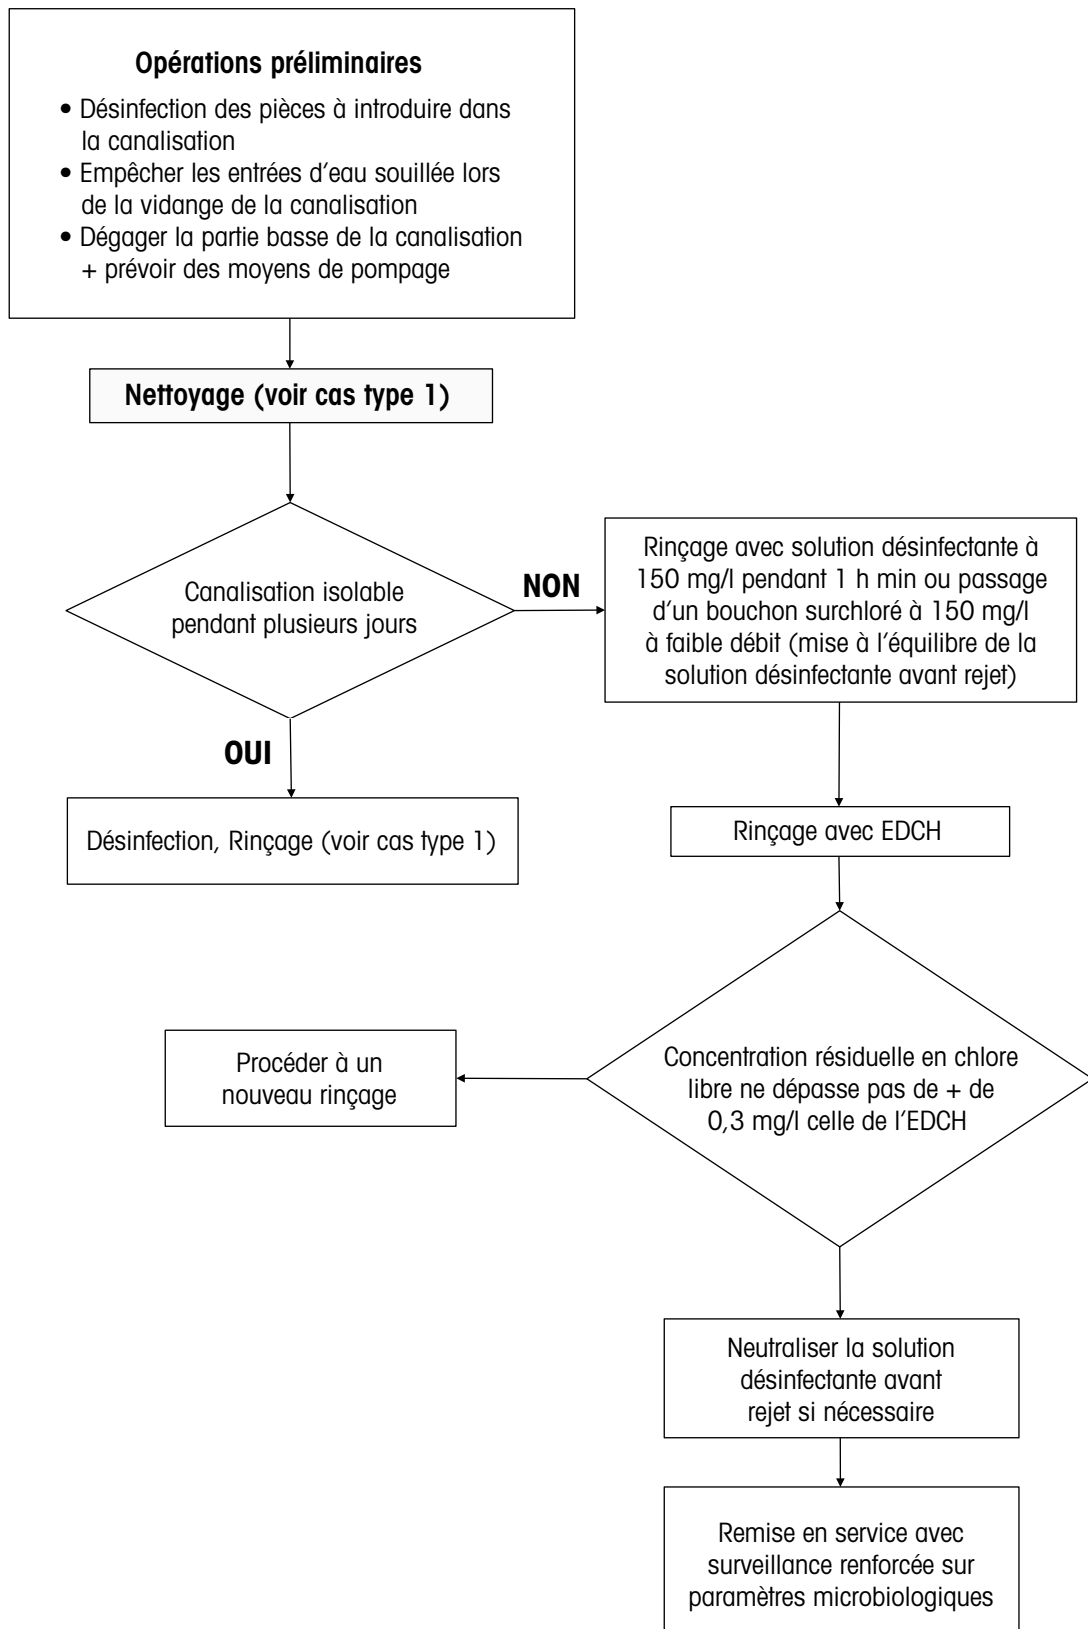 Opérations préliminaires
• Désinfection des pièces à introduire dans
la canalisation
• Empêcher les entrées d'eau souillée lors
de la vidange de la canalisation
• Dégager la partie basse de la canalisation
+ prévoir des moyens de pompage
Nettoyage (voir cas type 1)
Canalisation isolable
pendant plusieurs jours
NON
Rinçage avec solution désinfectante à
150 mg/l pendant 1 h min ou passage
d'un bouchon surchloré à 150 mg/l
à faible débit (mise à l'équilibre de la
solution désinfectante avant rejet)
OUI
Désinfection, Rinçage (voir cas type 1)
Rinçage avec EDCH
Concentration résiduelle en chlore
libre ne dépasse pas de + de
0,3 mg/l celle de l'EDCH
Procéder à un
nouveau rinçage
Neutraliser la solution
désinfectante avant
rejet si nécessaire
Remise en service avec
surveillance renforcée sur
paramètres microbiologiques